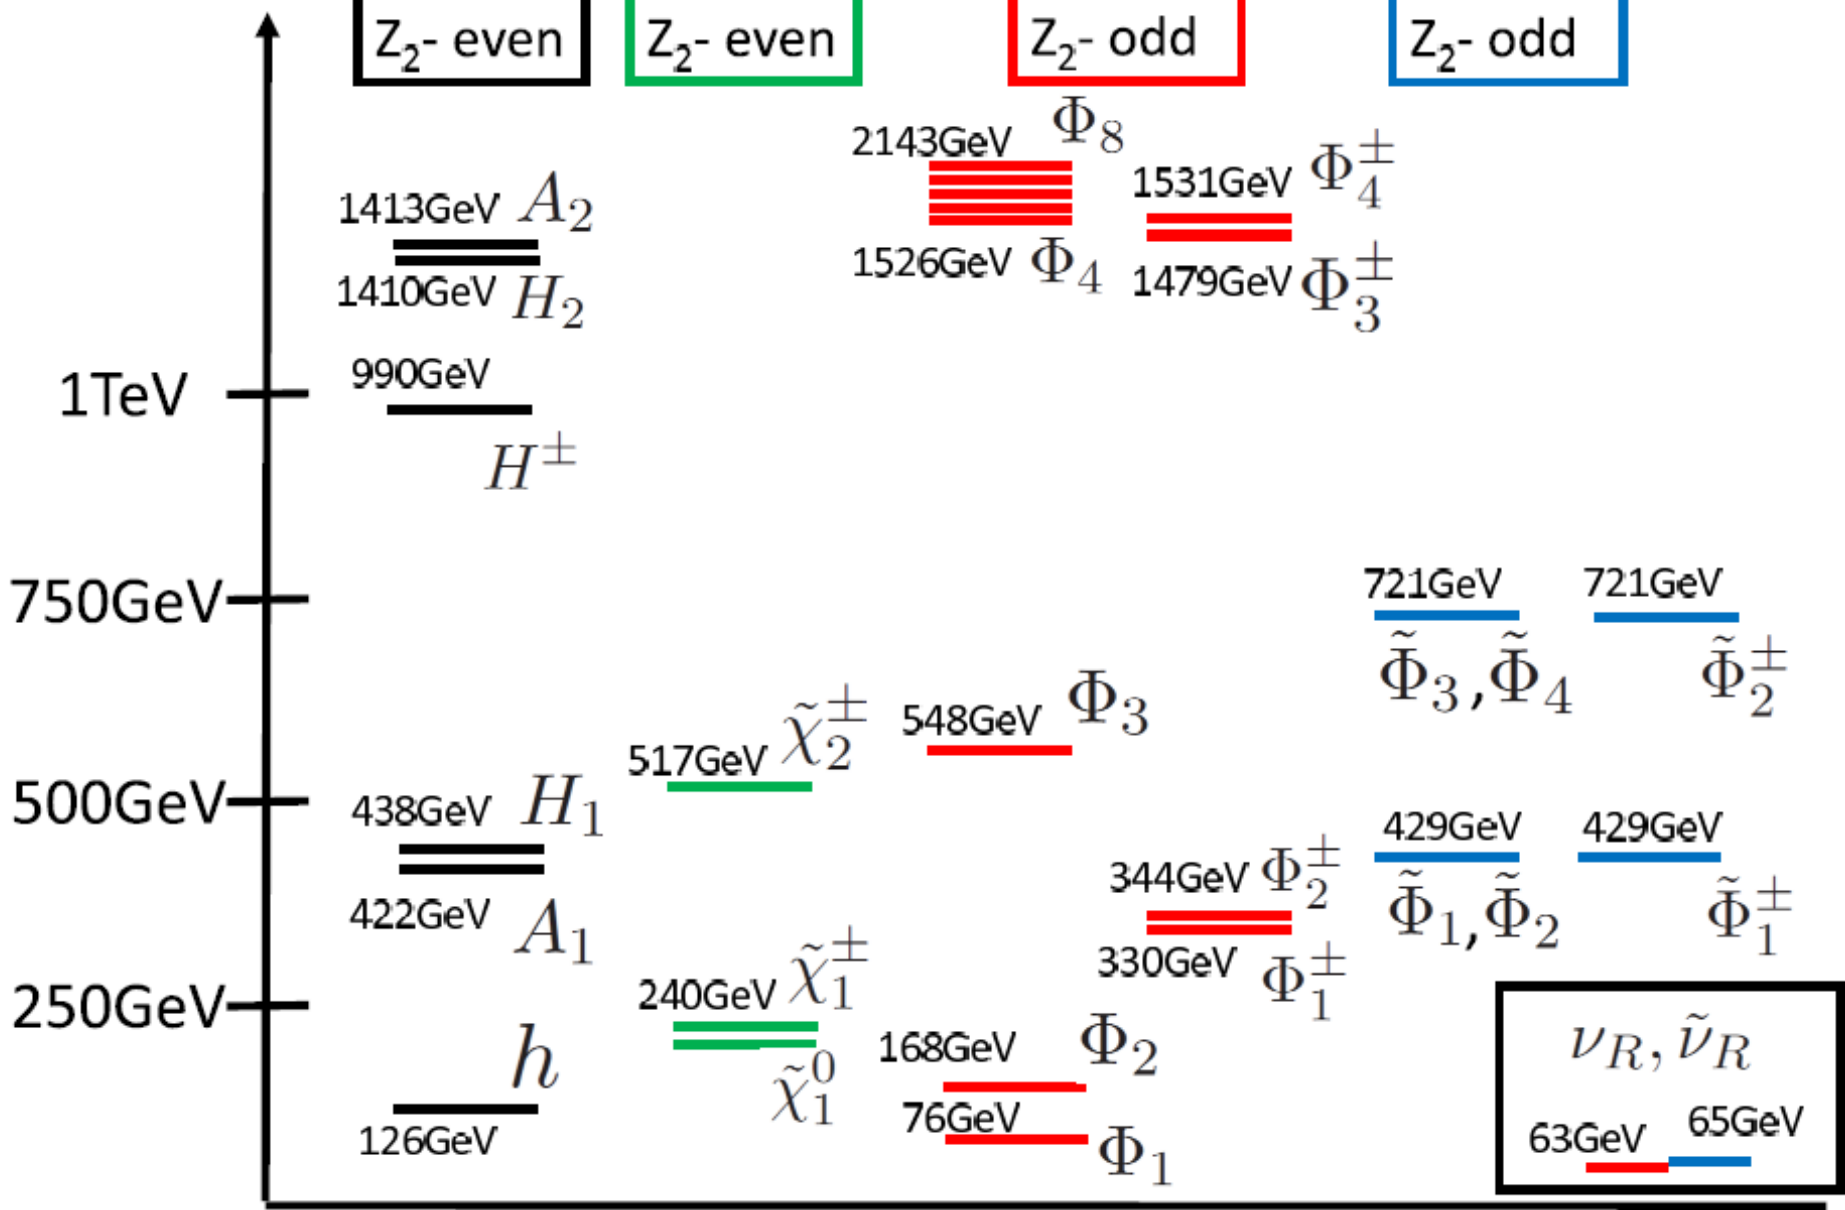 Z₂- even
Z₂- even
Z₂- odd
Z₂- odd
2143GeV Φ₈
1531GeV Φ₄^±
1413GeV A₂
1526GeV Φ₄
1479GeV Φ₃^±
1410GeV H₂
990GeV
1TeV
H^±
750GeV
721GeV
721GeV
Φ̃₃,Φ̃₄
Φ̃₂^±
548GeV Φ₃
517GeV χ̃₂^±
500GeV
438GeV H₁
429GeV
429GeV
344GeV Φ₂^±
422GeV A₁
Φ̃₁,Φ̃₂
Φ̃₁^±
330GeV Φ₁^±
240GeV χ̃₁^±
250GeV
168GeV Φ₂
h
χ̃₁⁰
126GeV
76GeV Φ₁
ν_R, ν̃_R
63GeV
65GeV